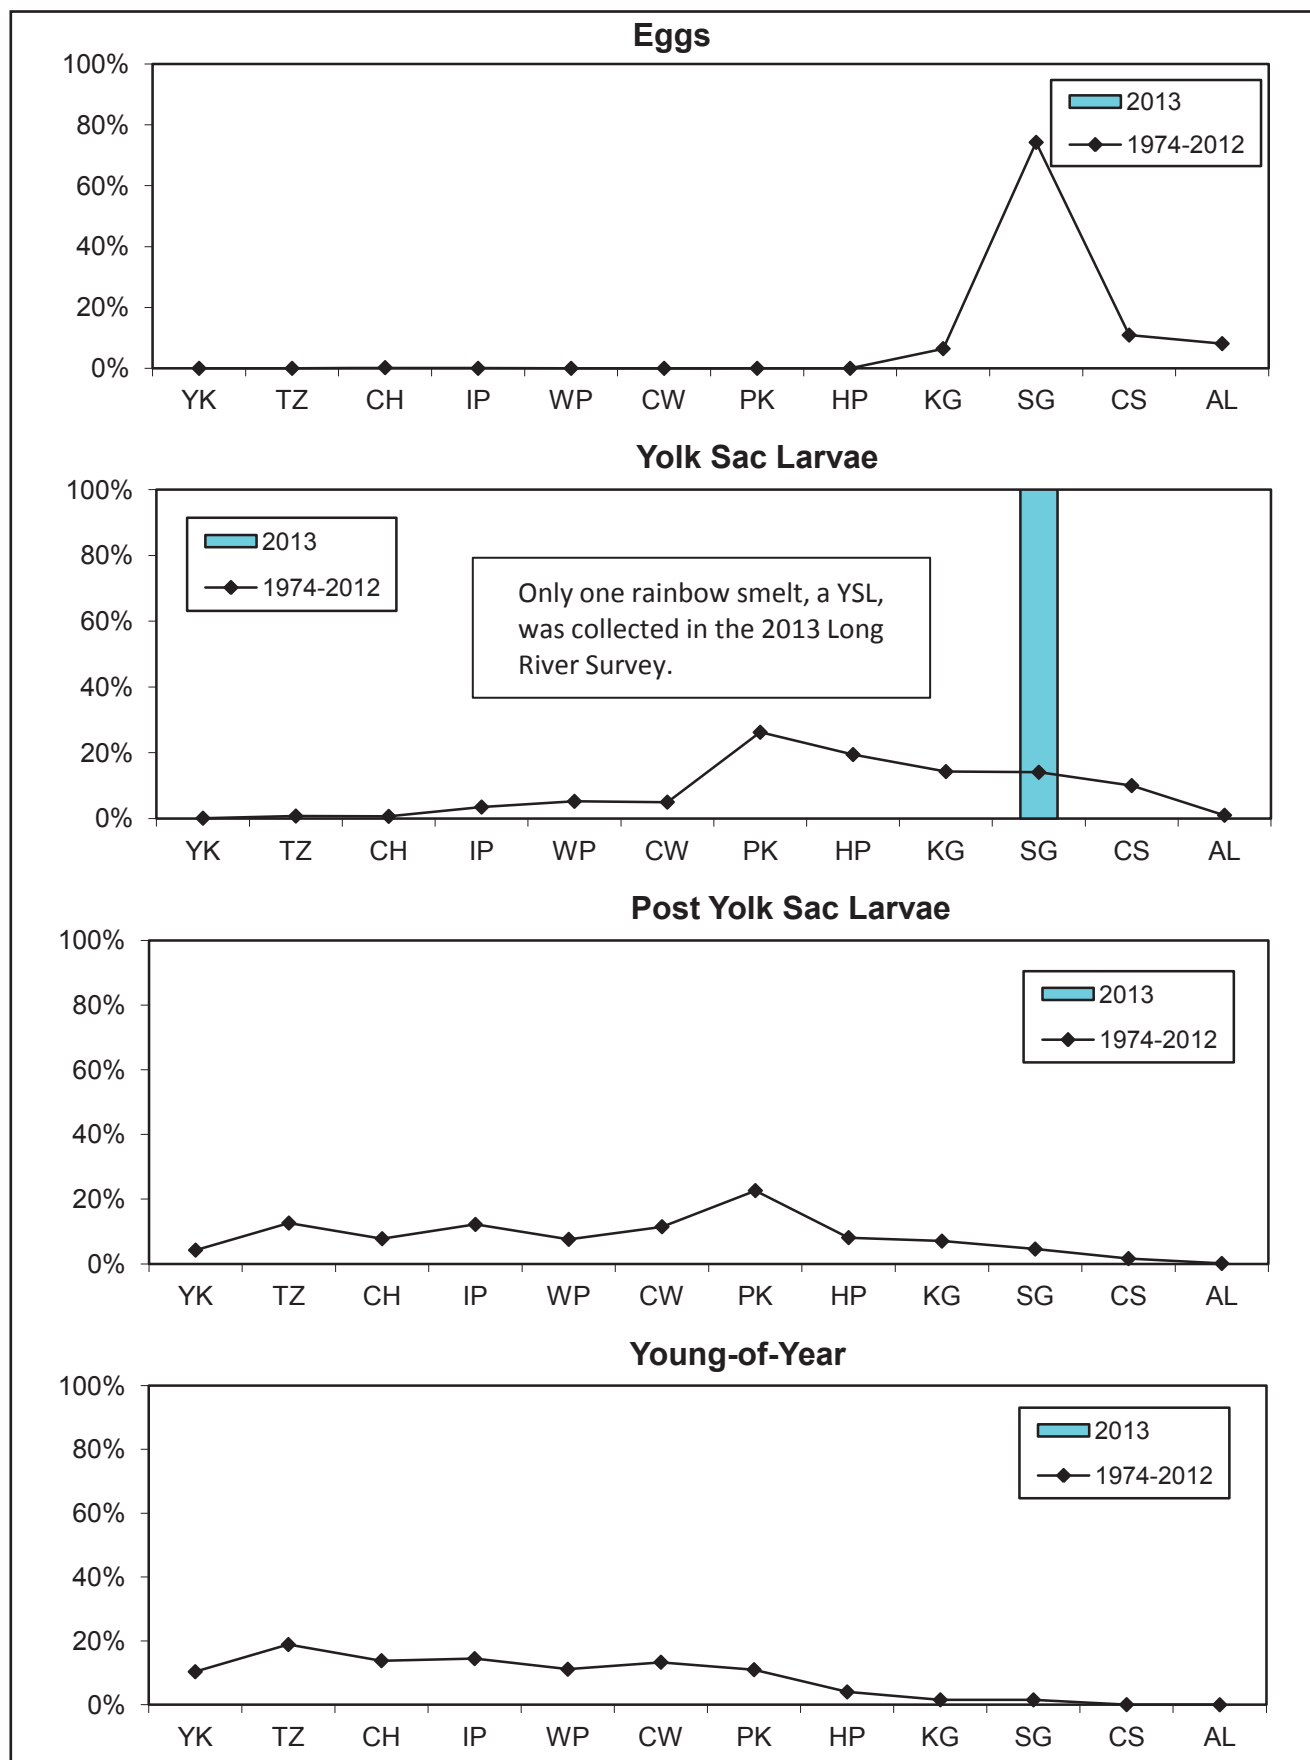 Eggs
100%
80%
60%
40%
20%
0%
2013
1974-2012
YK TZ CH IP WP CW PK HP KG SG CS AL
Yolk Sac Larvae
100%
80%
60%
40%
20%
0%
2013
1974-2012
Only one rainbow smelt, a YSL,
was collected in the 2013 Long
River Survey.
YK TZ CH IP WP CW PK HP KG SG CS AL
Post Yolk Sac Larvae
100%
80%
60%
40%
20%
0%
2013
1974-2012
YK TZ CH IP WP CW PK HP KG SG CS AL
Young-of-Year
100%
80%
60%
40%
20%
0%
2013
1974-2012
YK TZ CH IP WP CW PK HP KG SG CS AL